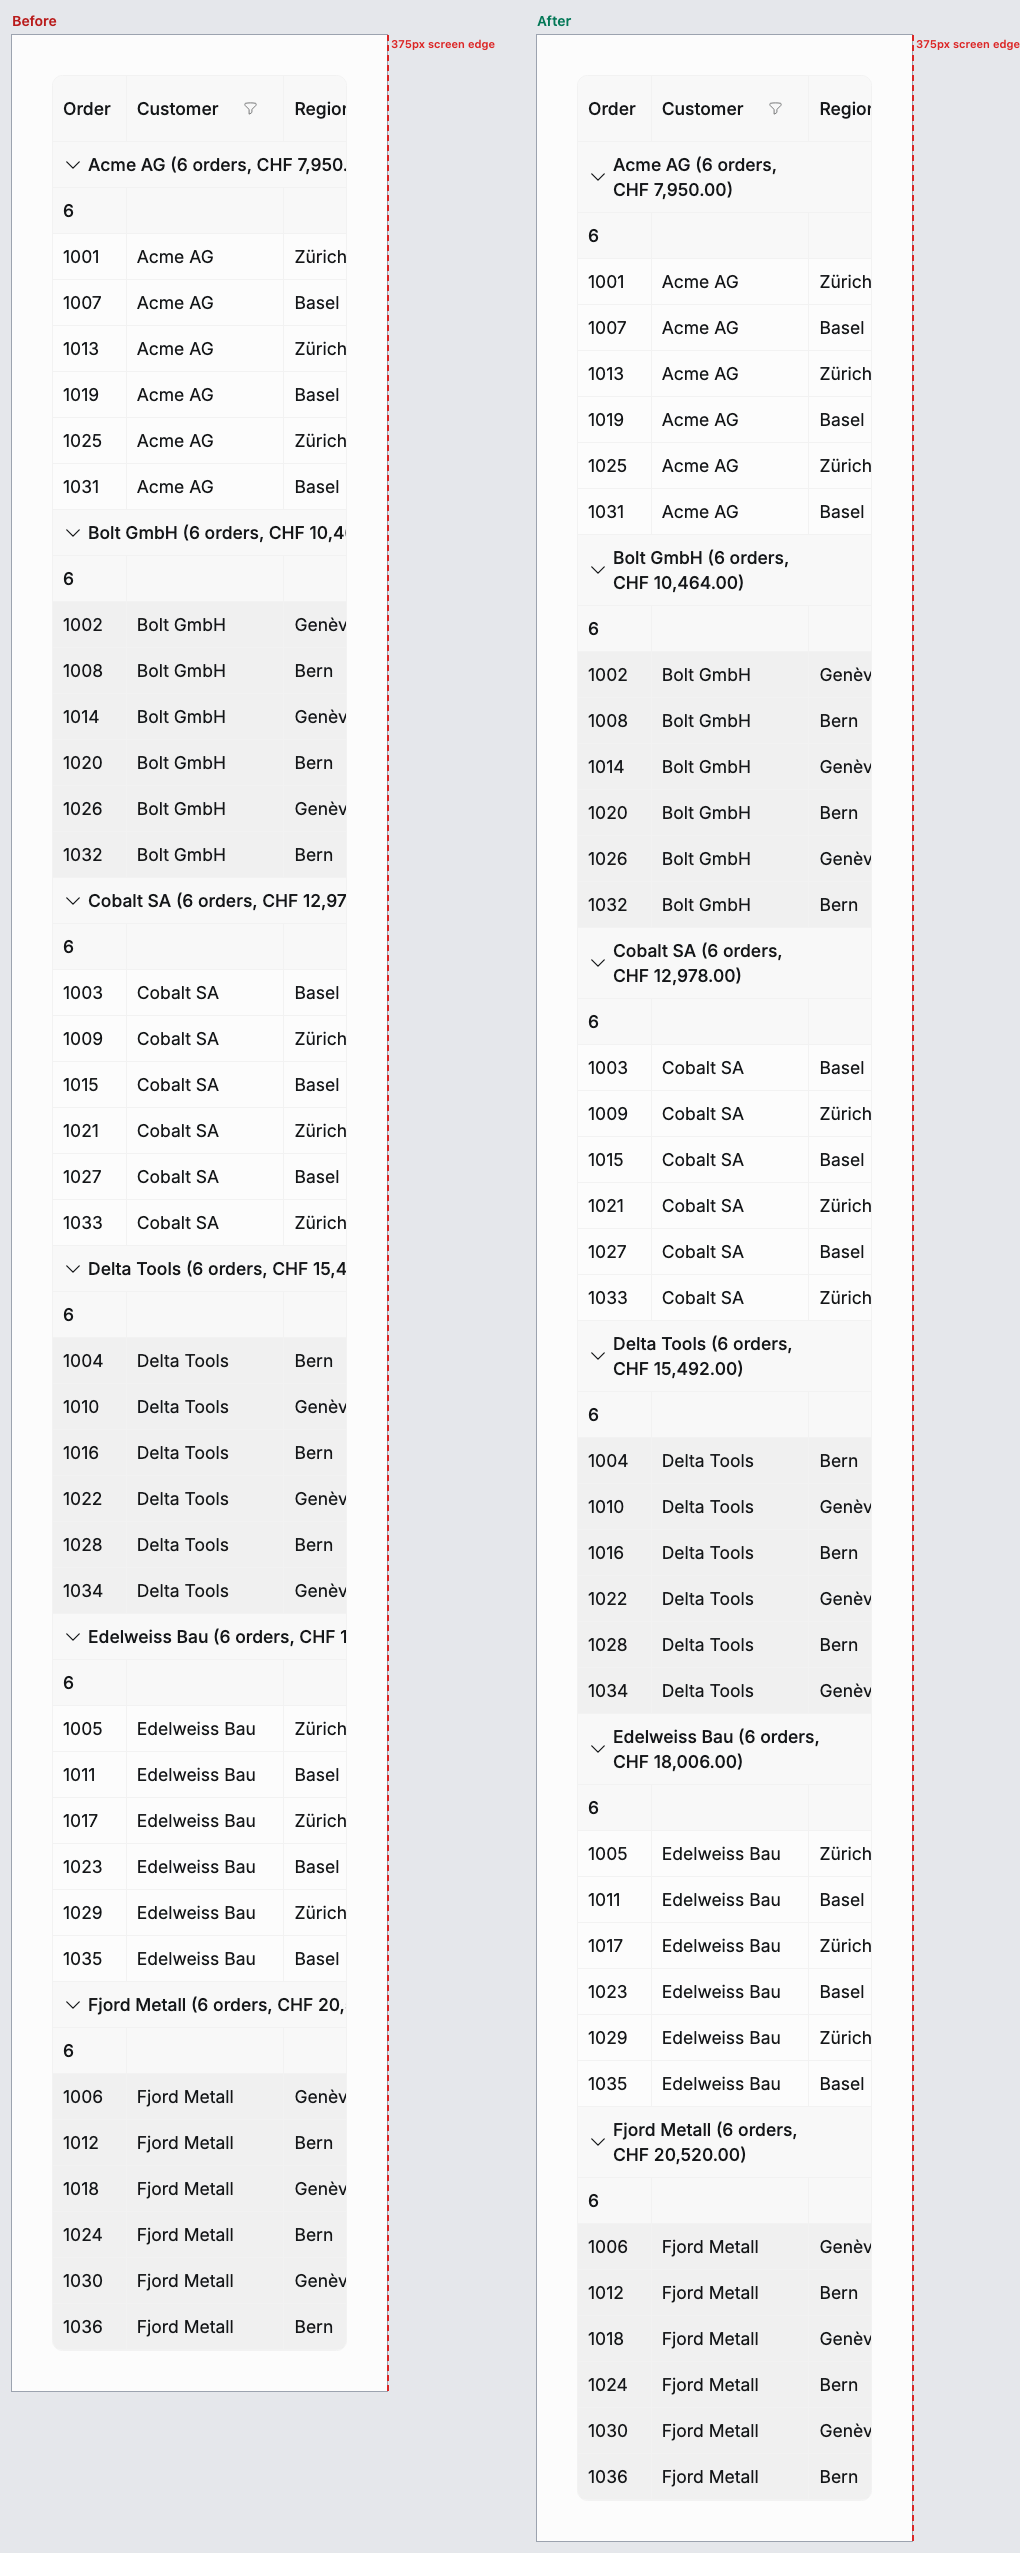 Before
375px screen edge
Order Customer Region
Acme AG (6 orders, CHF 7,950.
6
1001 Acme AG Zürich
1007 Acme AG Basel
1013 Acme AG Zürich
1019 Acme AG Basel
1025 Acme AG Zürich
1031 Acme AG Basel
Bolt GmbH (6 orders, CHF 10,4
6
1002 Bolt GmbH Genèv
1008 Bolt GmbH Bern
1014 Bolt GmbH Genèv
1020 Bolt GmbH Bern
1026 Bolt GmbH Genèv
1032 Bolt GmbH Bern
Cobalt SA (6 orders, CHF 12,97
6
1003 Cobalt SA Basel
1009 Cobalt SA Zürich
1015 Cobalt SA Basel
1021 Cobalt SA Zürich
1027 Cobalt SA Basel
1033 Cobalt SA Zürich
Delta Tools (6 orders, CHF 15,4
6
1004 Delta Tools Bern
1010 Delta Tools Genèv
1016 Delta Tools Bern
1022 Delta Tools Genèv
1028 Delta Tools Bern
1034 Delta Tools Genèv
Edelweiss Bau (6 orders, CHF 1
6
1005 Edelweiss Bau Zürich
1011 Edelweiss Bau Basel
1017 Edelweiss Bau Zürich
1023 Edelweiss Bau Basel
1029 Edelweiss Bau Zürich
1035 Edelweiss Bau Basel
Fjord Metall (6 orders, CHF 20,
6
1006 Fjord Metall Genèv
1012 Fjord Metall Bern
1018 Fjord Metall Genèv
1024 Fjord Metall Bern
1030 Fjord Metall Genèv
1036 Fjord Metall Bern
After
375px screen edge
Order Customer Region
Acme AG (6 orders,
CHF 7,950.00)
6
1001 Acme AG Zürich
1007 Acme AG Basel
1013 Acme AG Zürich
1019 Acme AG Basel
1025 Acme AG Zürich
1031 Acme AG Basel
Bolt GmbH (6 orders,
CHF 10,464.00)
6
1002 Bolt GmbH Genèv
1008 Bolt GmbH Bern
1014 Bolt GmbH Genèv
1020 Bolt GmbH Bern
1026 Bolt GmbH Genèv
1032 Bolt GmbH Bern
Cobalt SA (6 orders,
CHF 12,978.00)
6
1003 Cobalt SA Basel
1009 Cobalt SA Zürich
1015 Cobalt SA Basel
1021 Cobalt SA Zürich
1027 Cobalt SA Basel
1033 Cobalt SA Zürich
Delta Tools (6 orders,
CHF 15,492.00)
6
1004 Delta Tools Bern
1010 Delta Tools Genèv
1016 Delta Tools Bern
1022 Delta Tools Genèv
1028 Delta Tools Bern
1034 Delta Tools Genèv
Edelweiss Bau (6 orders,
CHF 18,006.00)
6
1005 Edelweiss Bau Zürich
1011 Edelweiss Bau Basel
1017 Edelweiss Bau Zürich
1023 Edelweiss Bau Basel
1029 Edelweiss Bau Zürich
1035 Edelweiss Bau Basel
Fjord Metall (6 orders,
CHF 20,520.00)
6
1006 Fjord Metall Genèv
1012 Fjord Metall Bern
1018 Fjord Metall Genèv
1024 Fjord Metall Bern
1030 Fjord Metall Genèv
1036 Fjord Metall Bern